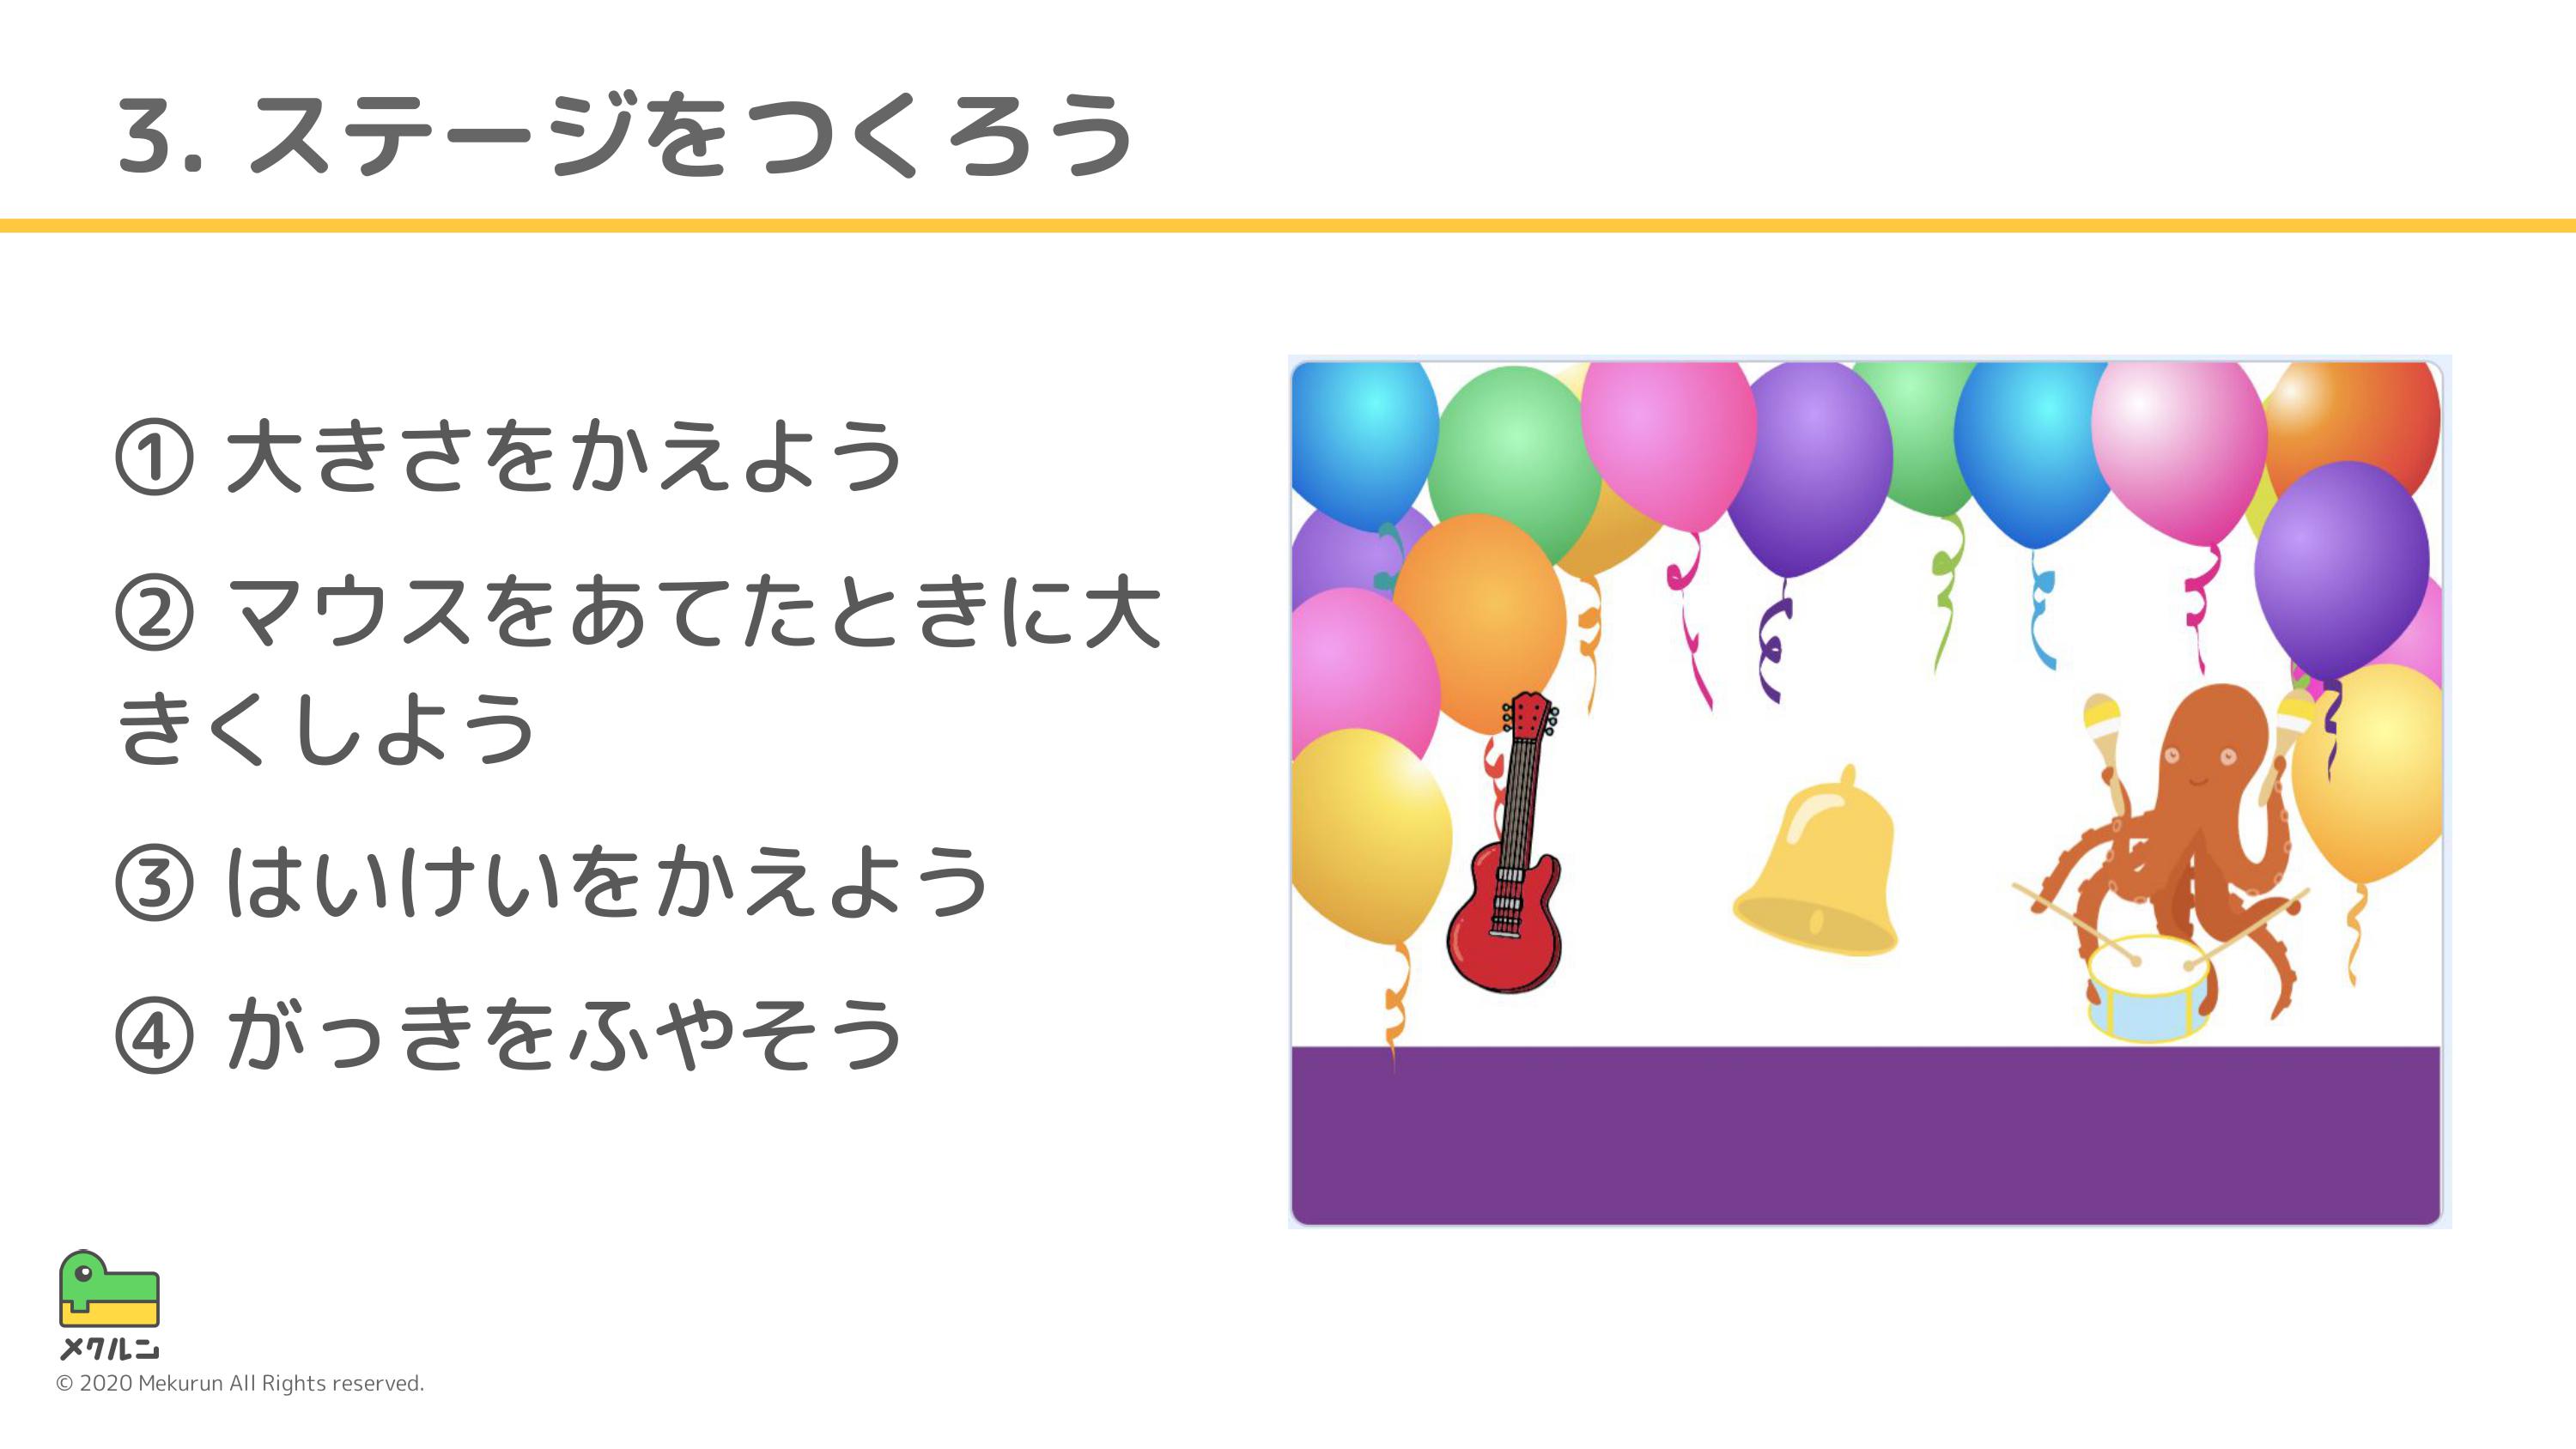 3. ステージをつくろう
① 大きさをかえよう
② マウスをあてたときに大
きくしよう
③ はいけいをかえよう
④ がっきをふやそう
メクルン
© 2020 Mekurun All Rights reserved.